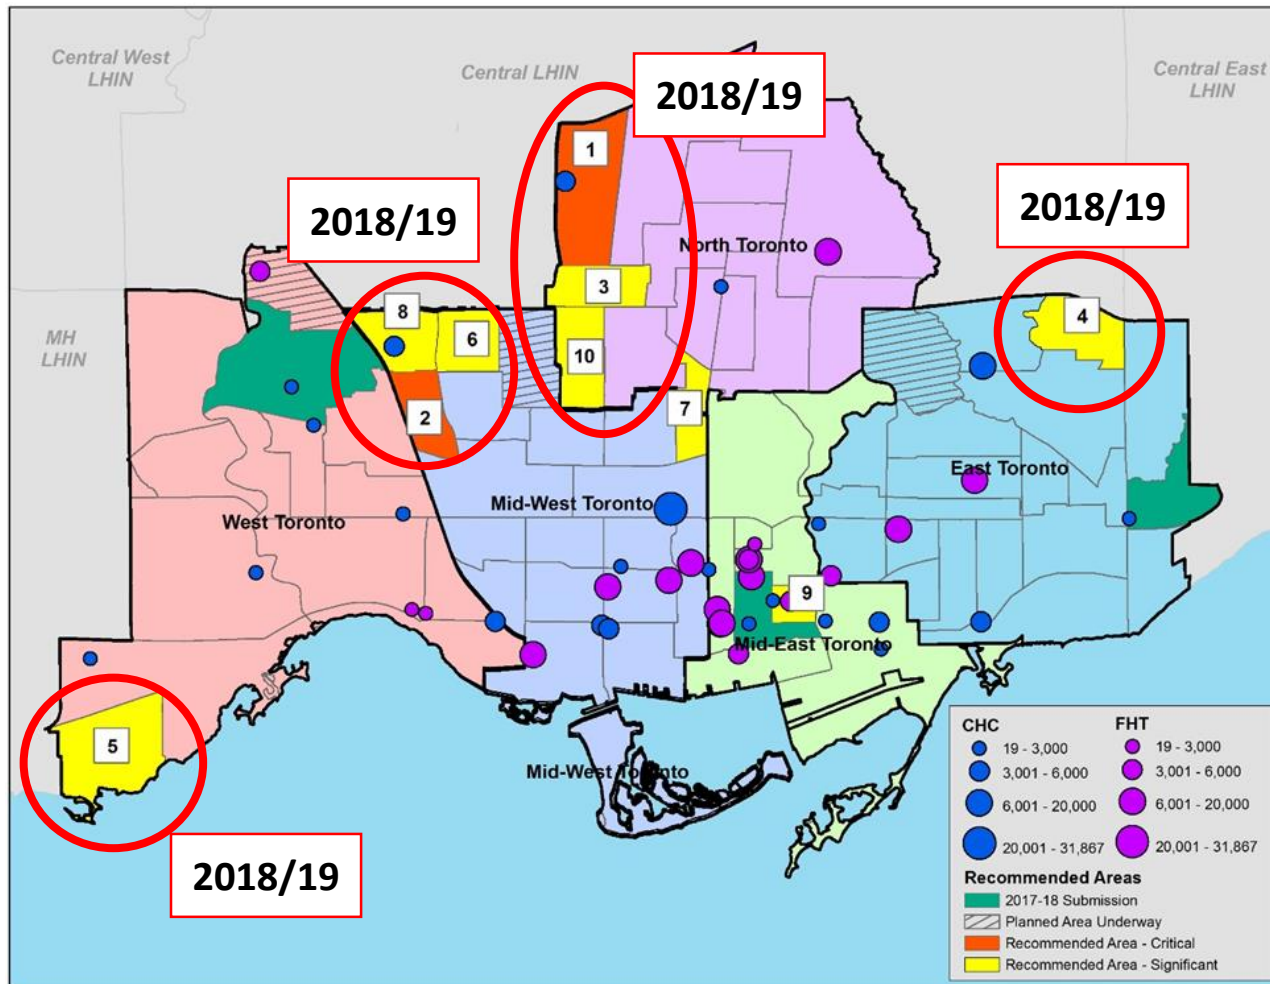 Central West
LHIN
Central LHIN
2018/19
Central East
LHIN
1
2018/19
2018/19
North Toronto
3
8
6
4
MH
LHIN
10
7
2
East Toronto
Mid-West Toronto
West Toronto
9
Mid-East Toronto
5
Mid-West Toronto
2018/19
CHC
FHT
19 - 3,000
19 - 3,000
3,001 - 6,000
3,001 - 6,000
6,001 - 20,000
6,001 - 20,000
20,001 - 31,867
20,001 - 31,867
Recommended Areas
2017-18 Submission
Planned Area Underway
Recommended Area - Critical
Recommended Area - Significant